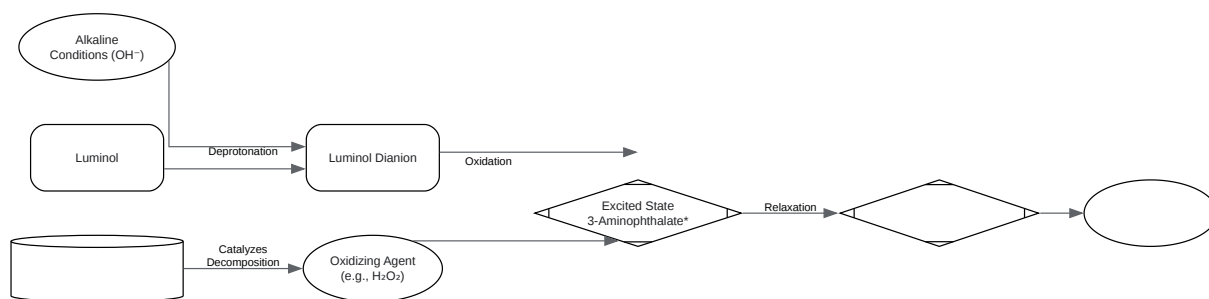 Alkaline
Conditions (OH⁻)
Luminol
Deprotonation
Luminol Dianion
Oxidation
Excited State
3-Aminophthalate*
Relaxation
Catalyzes
Decomposition
Oxidizing Agent
(e.g., H₂O₂)